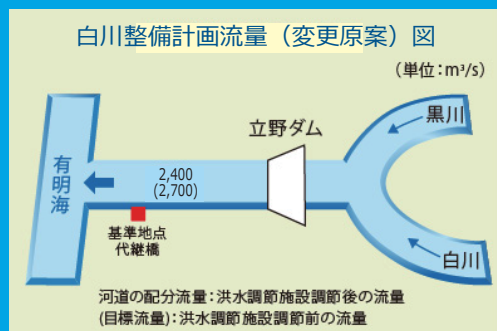 白川整備計画流量（変更原案）図
（単位：m³/s）
黒川
立野ダム
有明海
2,400
(2,700)
基準地点
代継橋
白川
河道の配分流量：洪水調節施設調節後の流量
(目標流量)：洪水調節施設調節前の流量